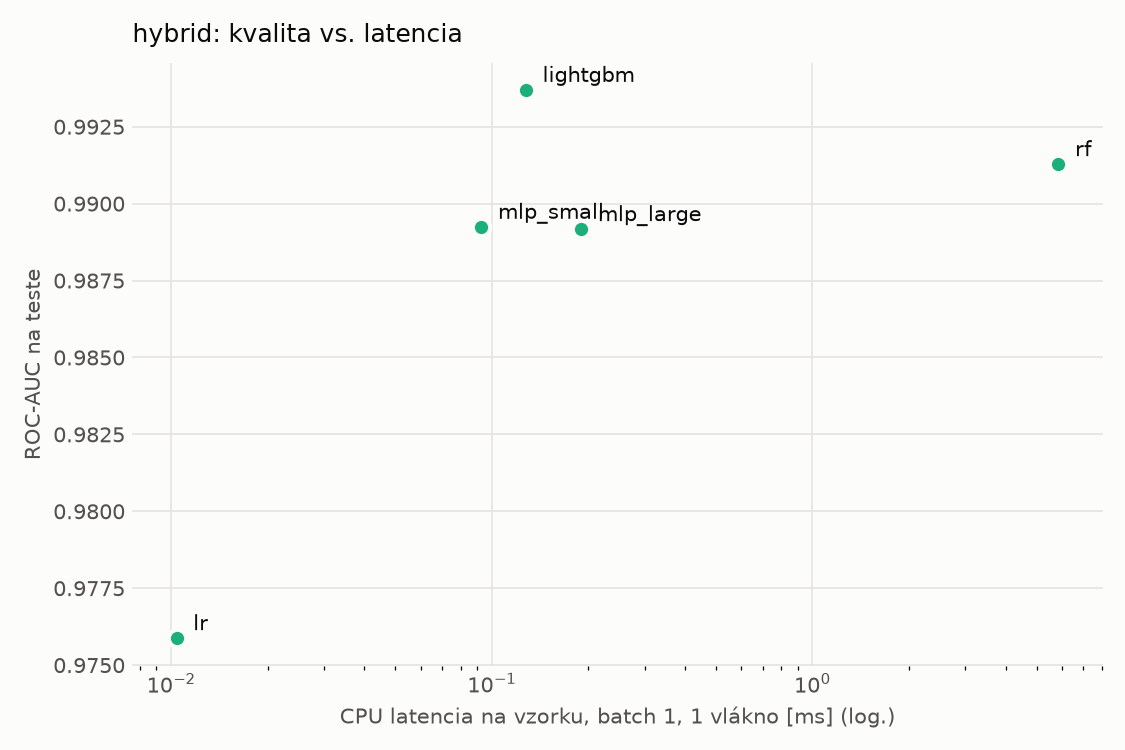 hybrid: kvalita vs. latencia
lightgbm
rf
mlp_small
mlp_large
lr
ROC-AUC na teste
0.9925
0.9900
0.9875
0.9850
0.9825
0.9800
0.9775
0.9750
10⁻²
10⁻¹
10⁰
CPU latencia na vzorku, batch 1, 1 vlákno [ms] (log.)